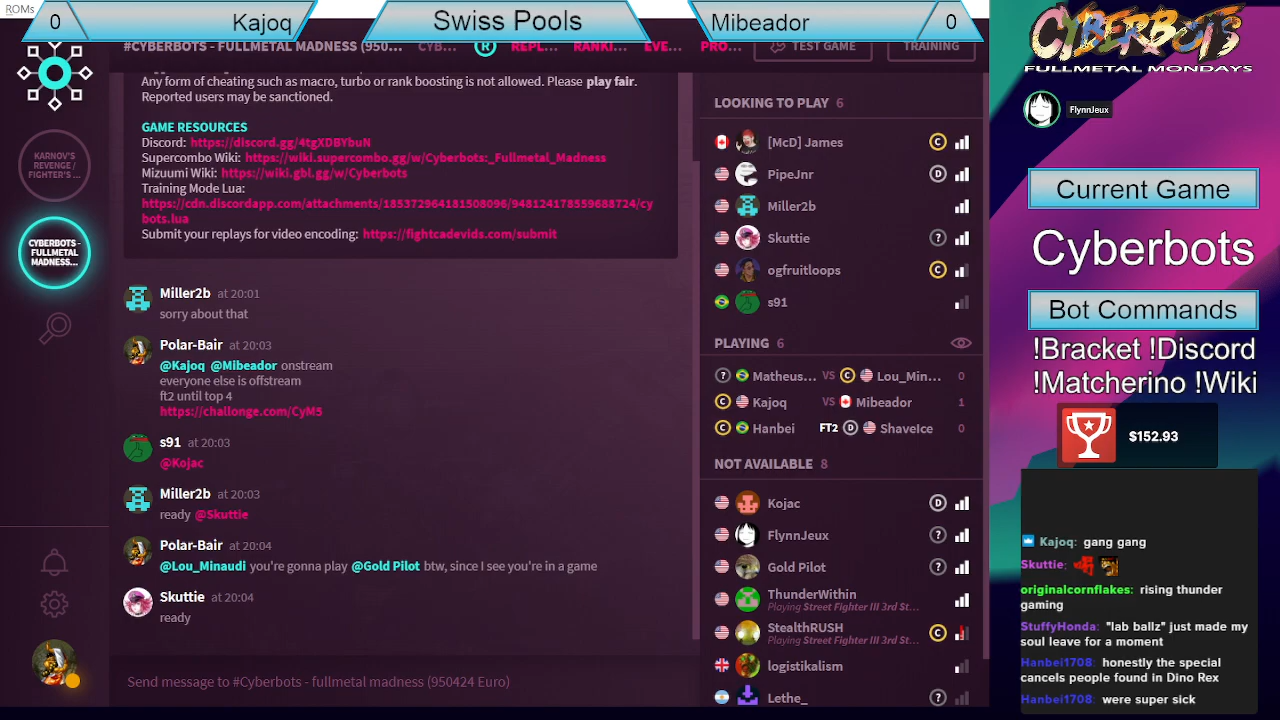 ROMs
0
Kajoq
Swiss Pools
Mibeador
0
#CYBERBOTS - FULLMETAL MADNESS (950...
CYB...
R
REPL...
RANKI...
EVE...
PRO...
TEST GAME
TRAINING
Any form of cheating such as macro, turbo or rank boosting is not allowed. Please play fair.
Reported users may be sanctioned.
GAME RESOURCES
Discord: https://discord.gg/4tgXDBYbuN
Supercombo Wiki: https://wiki.supercombo.gg/w/Cyberbots:_Fullmetal_Madness
Mizuumi Wiki: https://wiki.gbl.gg/w/Cyberbots
Training Mode Lua:
https://cdn.discordapp.com/attachments/185372964181508096/948124178559688724/cy
bots.lua
Submit your replays for video encoding: https://fightcadevids.com/submit
KARNOV'S
REVENGE /
FIGHTER'S ...
CYBERBOTS -
FULLMETAL
MADNESS...
Miller2b at 20:01
sorry about that
Polar-Bair at 20:03
@Kajoq @Mibeador onstream
everyone else is offstream
ft2 until top 4
https://challonge.com/CyM5
s91 at 20:03
@Kojac
Miller2b at 20:03
ready @Skuttie
Polar-Bair at 20:04
@Lou_Minaudi you're gonna play @Gold Pilot btw, since I see you're in a game
Skuttie at 20:04
ready
Send message to #Cyberbots - fullmetal madness (950424 Euro)
LOOKING TO PLAY 6
[McD] James C
PipeJnr D
Miller2b
Skuttie ?
ogfruitloops C
s91
PLAYING 6
? Matheus... VS C Lou_Min... 0
C Kajoq VS Mibeador 1
C Hanbei FT2 D ShaveIce 0
NOT AVAILABLE 8
Kojac D
FlynnJeux ?
Gold Pilot ?
ThunderWithin
Playing Street Fighter III 3rd St...
StealthRUSH C
Playing Street Fighter III 3rd St...
logistikalism
Lethe_ ?
CYBERBOTS
FULLMETAL MONDAYS
FlynnJeux
Current Game
Cyberbots
Bot Commands
!Bracket !Discord
!Matcherino !Wiki
$152.93
Kajoq: gang gang
Skuttie:
originalcornflakes: rising thunder
gaming
StuffyHonda: "lab ballz" just made my
soul leave for a moment
Hanbei1708: honestly the special
cancels people found in Dino Rex
Hanbei1708: were super sick